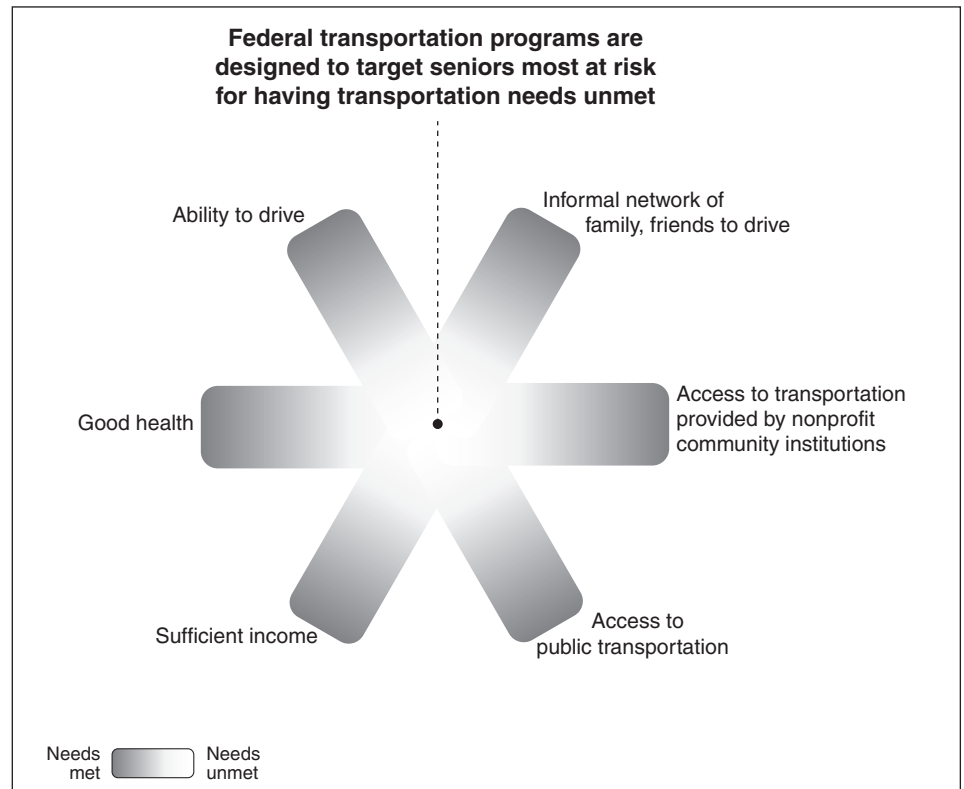 Federal transportation programs are
designed to target seniors most at risk
for having transportation needs unmet
Ability to drive
Informal network of
family, friends to drive
Good health
Access to transportation
provided by nonprofit
community institutions
Sufficient income
Access to
public transportation
Needs
met
Needs
unmet